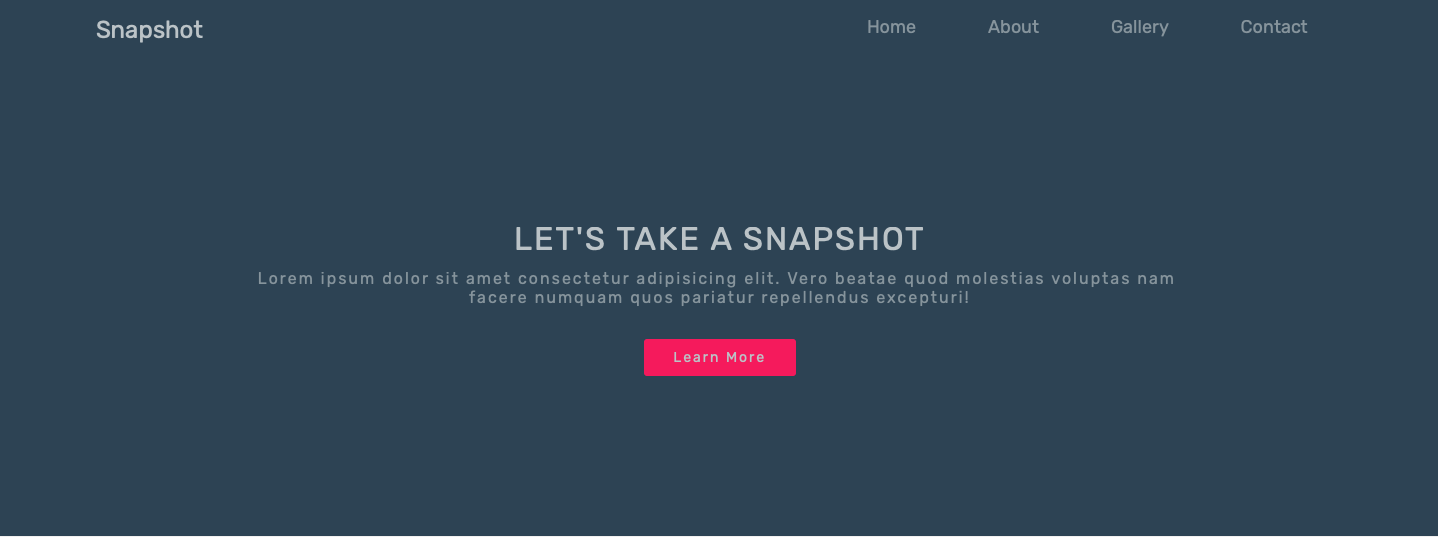 Snapshot
Home About Gallery Contact
LET'S TAKE A SNAPSHOT
Lorem ipsum dolor sit amet consectetur adipisicing elit. Vero beatae quod molestias voluptas nam
facere numquam quos pariatur repellendus excepturi!
Learn More